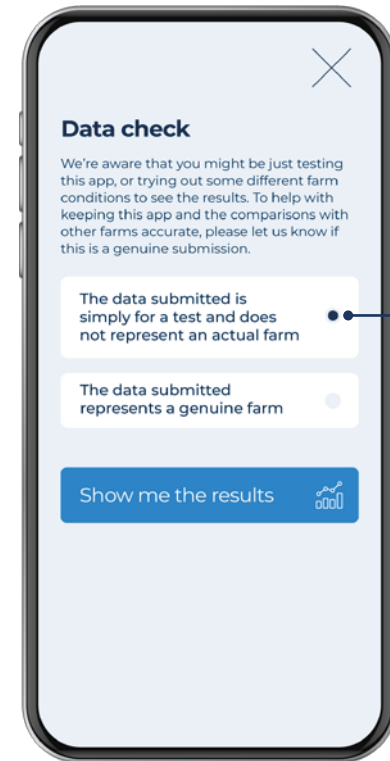 Data check
We're aware that you might be just testing
this app, or trying out some different farm
conditions to see the results. To help with
keeping this app and the comparisons with
other farms accurate, please let us know if
this is a genuine submission.
The data submitted is
simply for a test and does
not represent an actual farm
The data submitted
represents a genuine farm
Show me the results